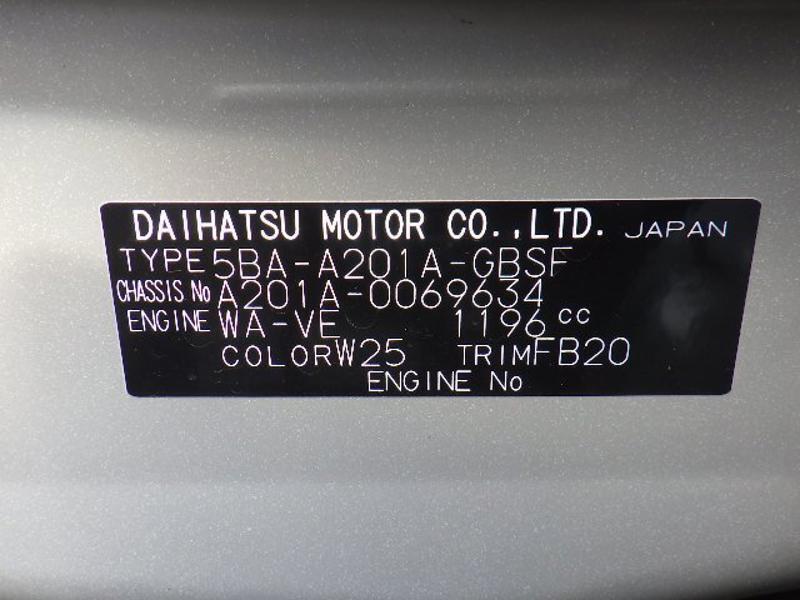 DAIHATSU MOTOR CO.,LTD. JAPAN
TYPE 5BA-A201A-GBSF
CHASSIS No A201A-0069634
ENGINE WA-VE 1196 cc
COLOR W25 TRIM FB20
ENGINE No